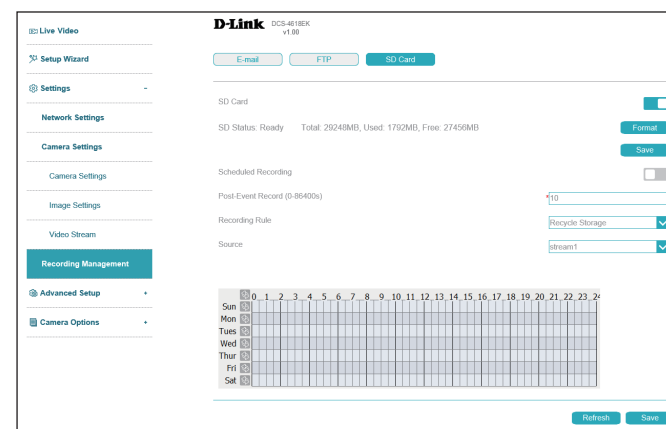 Live Video
Setup Wizard
Settings -
Network Settings
Camera Settings
Camera Settings
Image Settings
Video Stream
Recording Management
Advanced Setup +
Camera Options +
D-Link DCS-4618EK
v1.00
E-mail FTP SD Card
SD Card
SD Status: Ready Total: 29248MB, Used: 1792MB, Free: 27456MB Format
Save
Scheduled Recording
Post-Event Record (0-86400s) *10
Recording Rule Recycle Storage
Source stream1
0 1 2 3 4 5 6 7 8 9 10 11 12 13 14 15 16 17 18 19 20 21 22 23 24
Sun
Mon
Tues
Wed
Thur
Fri
Sat
Refresh Save